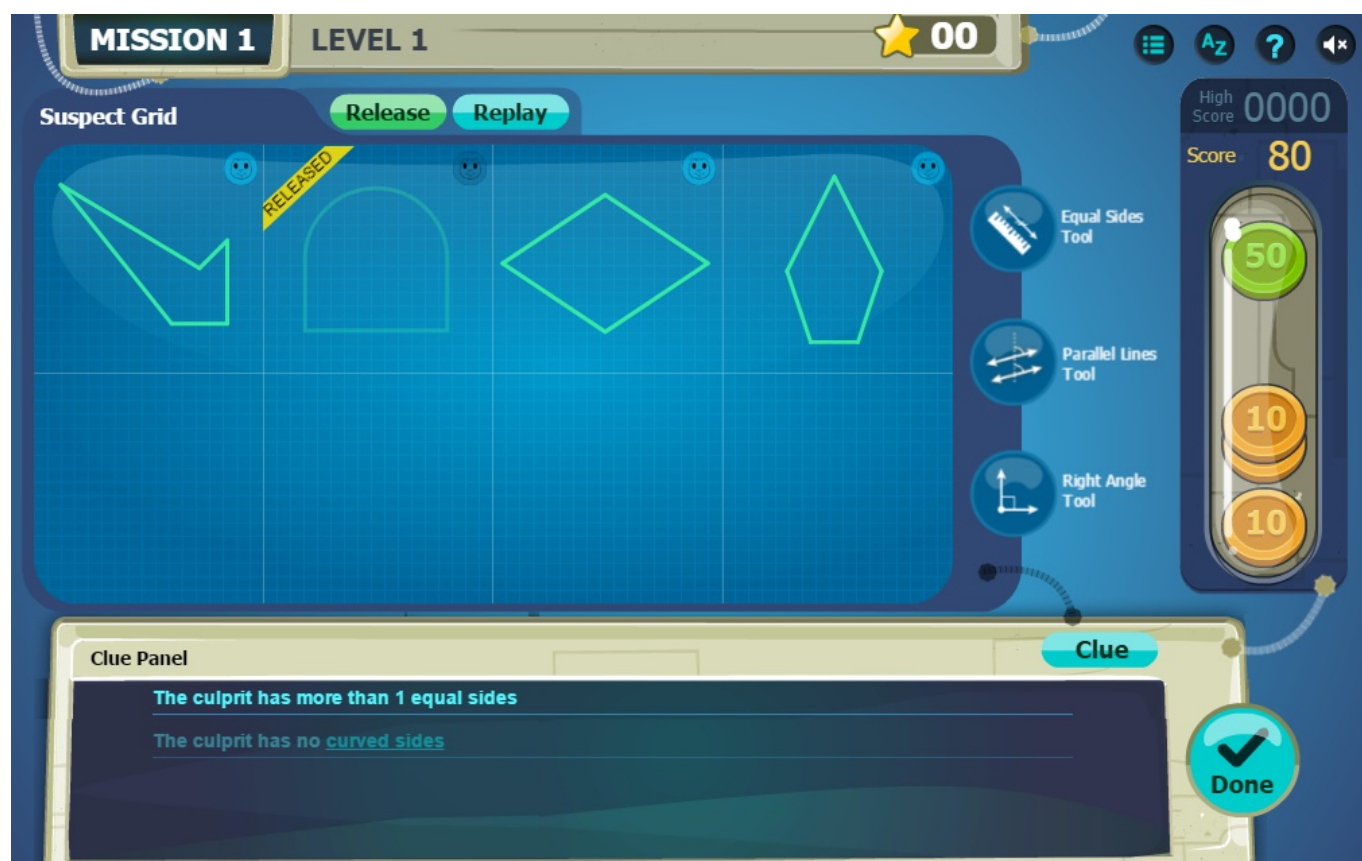 MISSION 1
LEVEL 1
00
AZ
?
Suspect Grid
Release
Replay
High
Score
0000
Score
80
RELEASED
Equal Sides
Tool
50
Parallel Lines
Tool
10
Right Angle
Tool
10
Clue Panel
Clue
The culprit has more than 1 equal sides
The culprit has no curved sides
Done